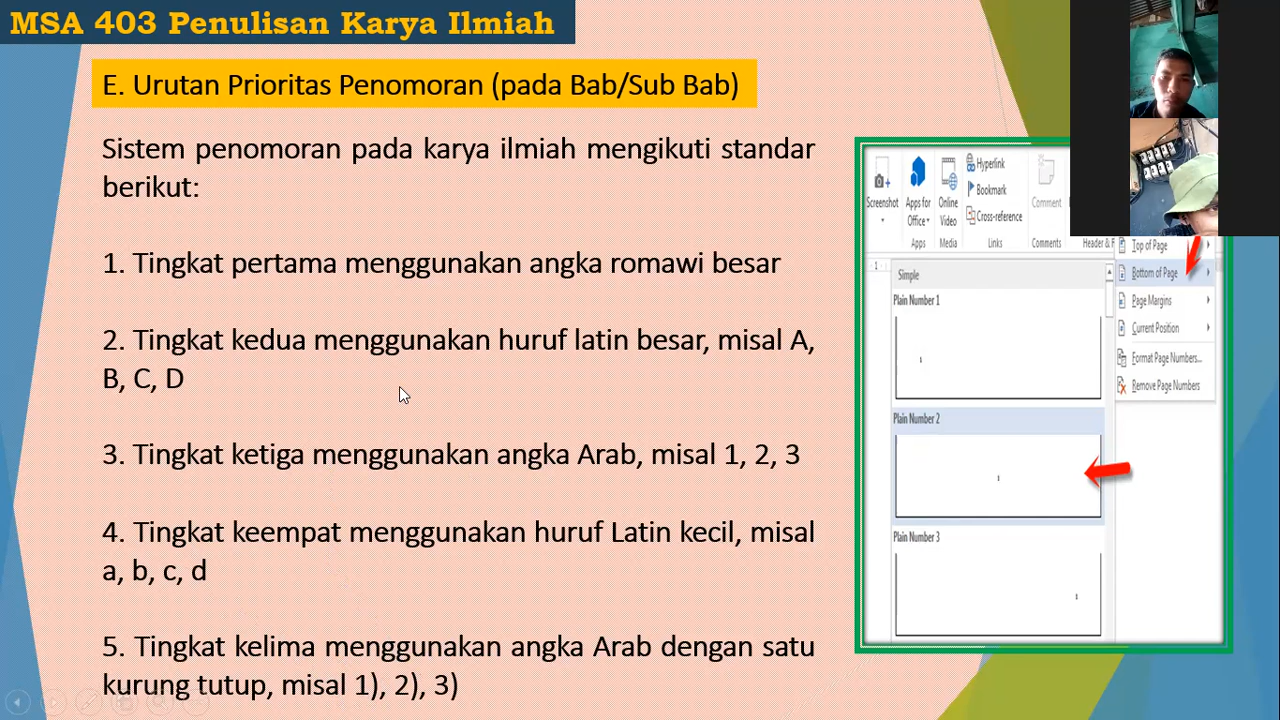 MSA 403 Penulisan Karya Ilmiah
E. Urutan Prioritas Penomoran (pada Bab/Sub Bab)
Sistem penomoran pada karya ilmiah mengikuti standar
berikut:
1. Tingkat pertama menggunakan angka romawi besar
2. Tingkat kedua menggunakan huruf latin besar, misal A,
B, C, D
3. Tingkat ketiga menggunakan angka Arab, misal 1, 2, 3
4. Tingkat keempat menggunakan huruf Latin kecil, misal
a, b, c, d
5. Tingkat kelima menggunakan angka Arab dengan satu
kurung tutup, misal 1), 2), 3)
Screenshot
Apps for
Office
Online
Video
Hyperlink
Bookmark
Cross-reference
Comment
Apps
Media
Links
Comments
Header & F
Top of Page
Bottom of Page
Page Margins
Current Position
Format Page Numbers...
Remove Page Numbers
1
Simple
Plain Number 1
1
Plain Number 2
1
Plain Number 3
1